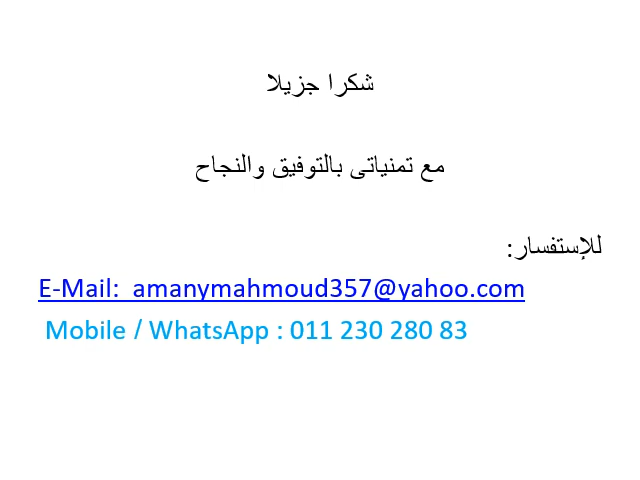 شكرا جزيلا
مع تمنياتى بالتوفيق والنجاح
للإستفسار:
E-Mail:  amanymahmoud357@yahoo.com
Mobile / WhatsApp : 011 230 280 83